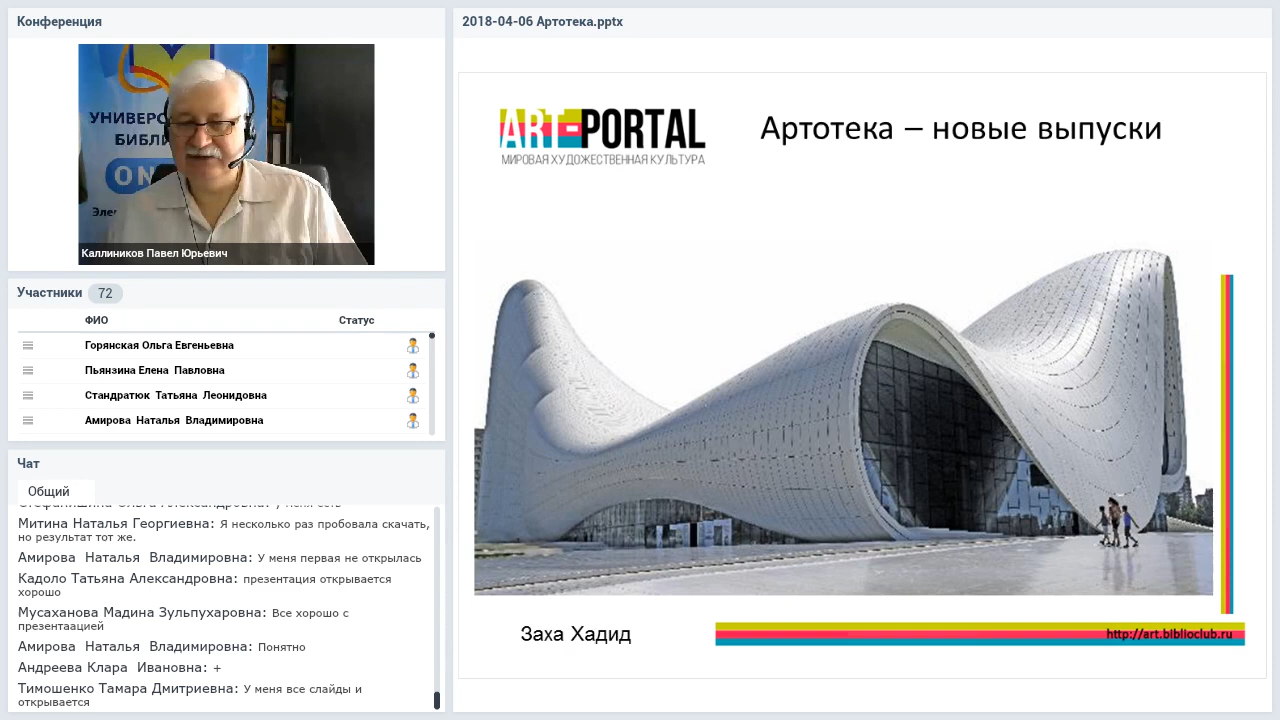 Конференция
УНИВЕРС
БИБЛИ
ON
Элек
Каллиников Павел Юрьевич
Участники 72
ФИО Статус
Горянская Ольга Евгеньевна
Пьянзина Елена Павловна
Стандратюк Татьяна Леонидовна
Амирова Наталья Владимировна
Чат
Общий
Митина Наталья Георгиевна: Я несколько раз пробовала скачать,
но результат тот же.
Амирова Наталья Владимировна: У меня первая не открылась
Кадоло Татьяна Александровна: презентация открывается
хорошо
Мусаханова Мадина Зульпухаровна: Все хорошо с
презентаацией
Амирова Наталья Владимировна: Понятно
Андреева Клара Ивановна: +
Тимошенко Тамара Дмитриевна: У меня все слайды и
открывается
2018-04-06 Артотека.pptx
ART-PORTAL
МИРОВАЯ ХУДОЖЕСТВЕННАЯ КУЛЬТУРА
Артотека – новые выпуски
Заха Хадид
http://art.biblioclub.ru